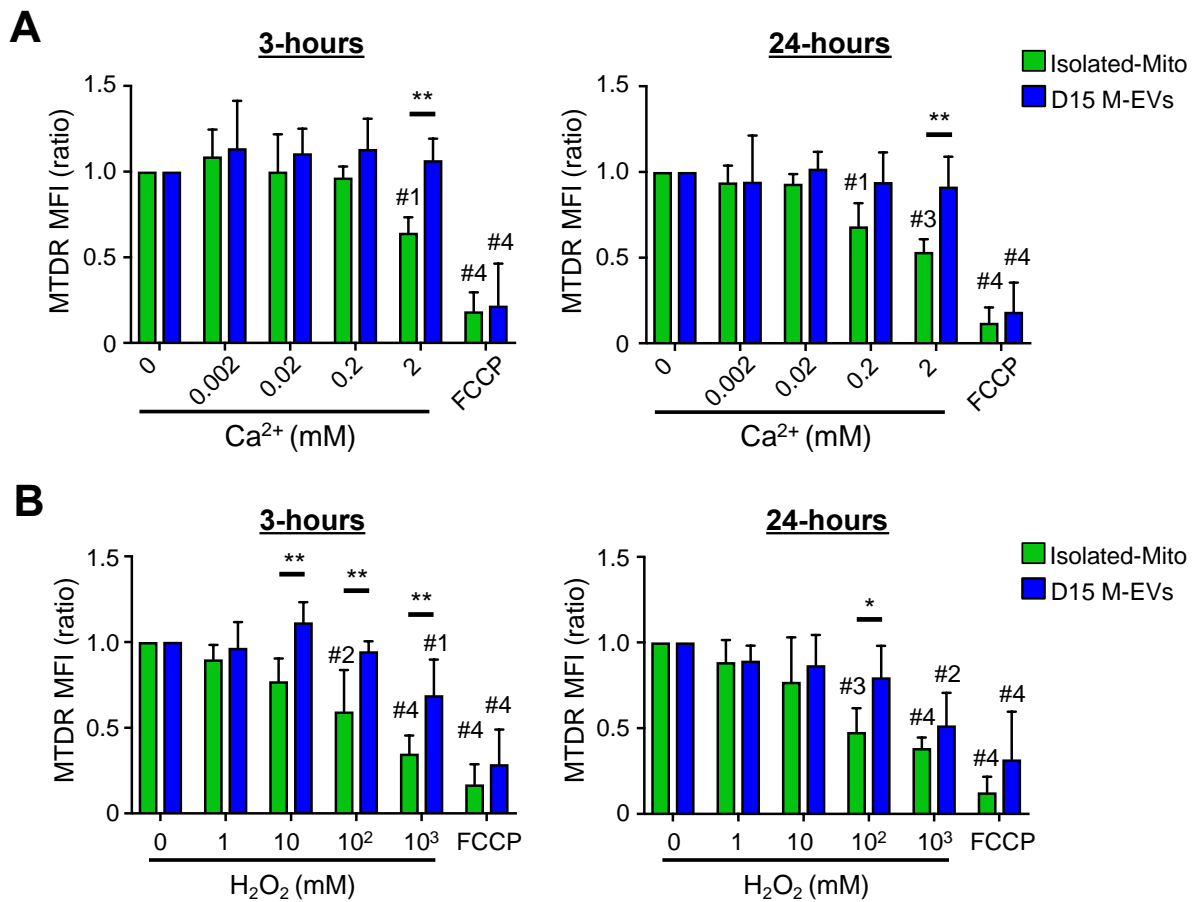 A
3-hours
24-hours
Isolated-Mito
D15 M-EVs
MTDR MFI (ratio)
1.5
1.0
0.5
0
**
#1
#4
#4
0
0.002
0.02
0.2
2
FCCP
Ca²⁺ (mM)
MTDR MFI (ratio)
1.5
1.0
0.5
0
**
#1
#3
#4
#4
0
0.002
0.02
0.2
2
FCCP
Ca²⁺ (mM)
B
3-hours
24-hours
Isolated-Mito
D15 M-EVs
MTDR MFI (ratio)
1.5
1.0
0.5
0
**
**
**
#2
#1
#4
#4
#4
0
1
10
10²
10³
FCCP
H₂O₂ (mM)
MTDR MFI (ratio)
1.5
1.0
0.5
0
*
#3
#2
#4
#4
#4
0
1
10
10²
10³
FCCP
H₂O₂ (mM)